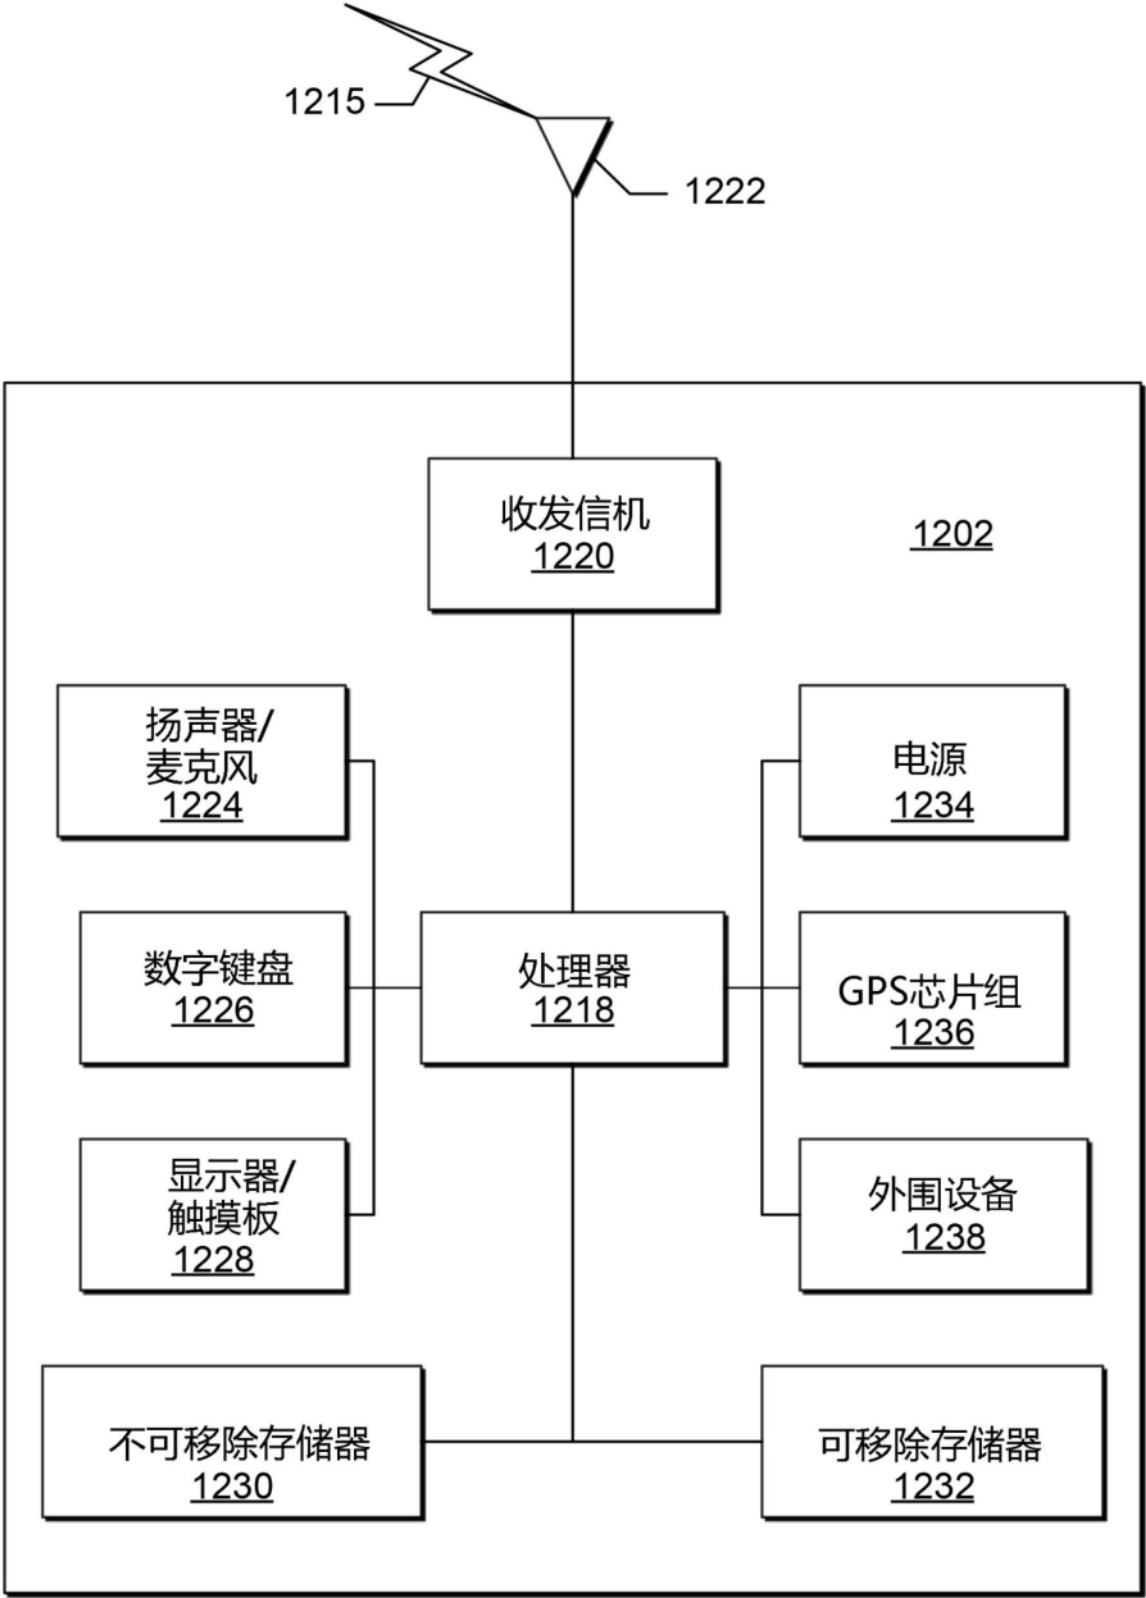 1215
1222
收发信机
1220
1202
扬声器/
麦克风
1224
电源
1234
数字键盘
1226
处理器
1218
GPS芯片组
1236
显示器/
触摸板
1228
外围设备
1238
不可移除存储器
1230
可移除存储器
1232